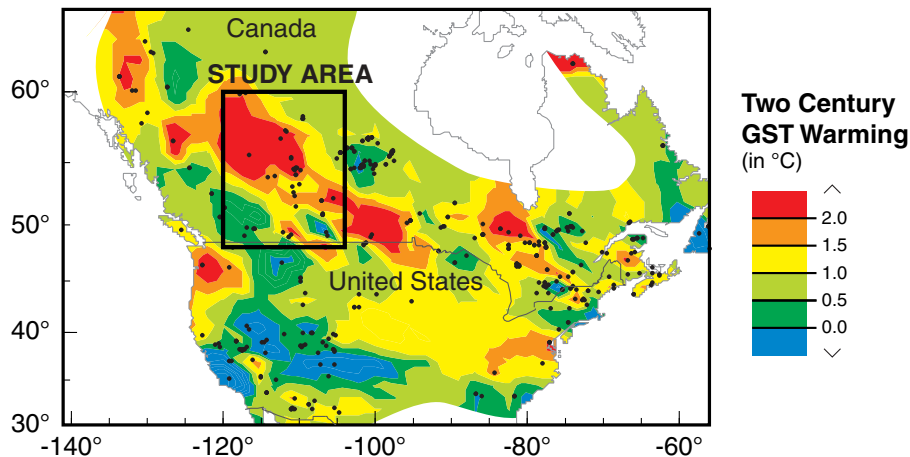 Canada
STUDY AREA
United States
60°
50°
40°
30°
-140°
-120°
-100°
-80°
-60°
Two Century
GST Warming
(in °C)
2.0
1.5
1.0
0.5
0.0